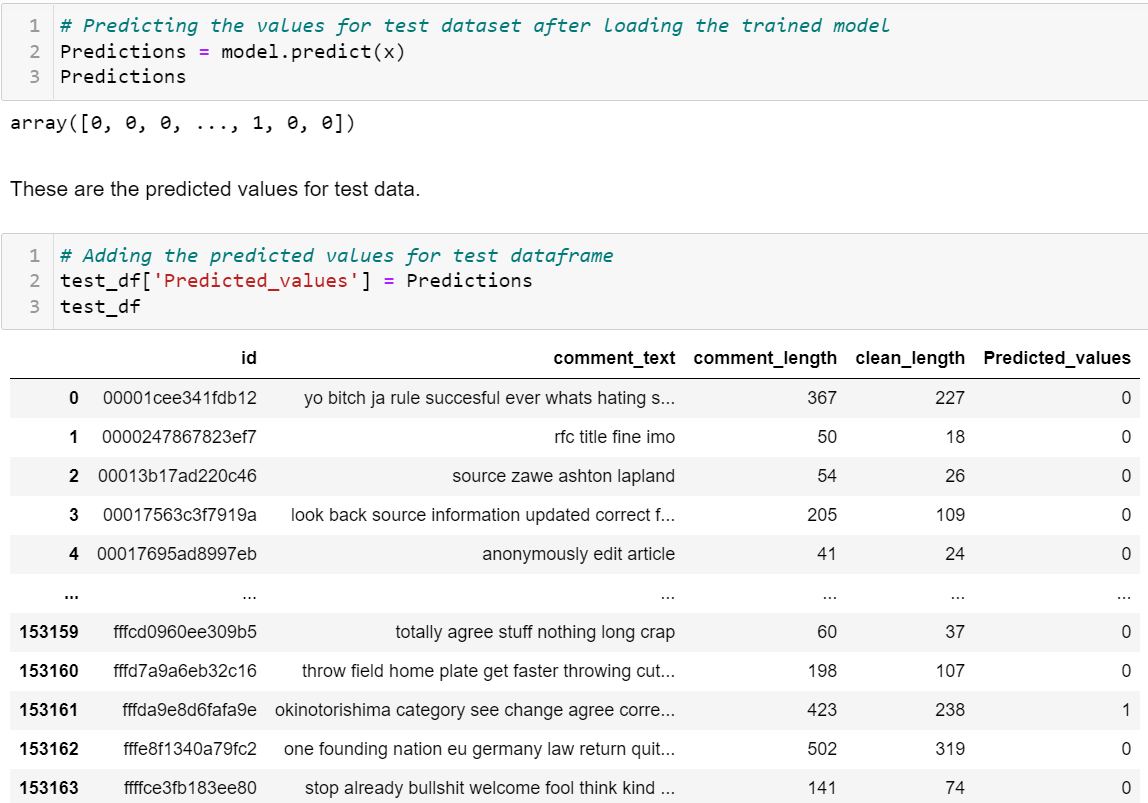 1 # Predicting the values for test dataset after loading the trained model
2 Predictions = model.predict(x)
3 Predictions
array([0, 0, 0, ..., 1, 0, 0])
These are the predicted values for test data.
1 # Adding the predicted values for test dataframe
2 test_df['Predicted_values'] = Predictions
3 test_df
id comment_text comment_length clean_length Predicted_values
0 00001cee341fdb12 yo bitch ja rule succesful ever whats hating s... 367 227 0
1 0000247867823ef7 rfc title fine imo 50 18 0
2 00013b17ad220c46 source zawe ashton lapland 54 26 0
3 00017563c3f7919a look back source information updated correct f... 205 109 0
4 00017695ad8997eb anonymously edit article 41 24 0
... ... ... ... ... ...
153159 fffcd0960ee309b5 totally agree stuff nothing long crap 60 37 0
153160 fffd7a9a6eb32c16 throw field home plate get faster throwing cut... 198 107 0
153161 fffda9e8d6fafa9e okinotorishima category see change agree corre... 423 238 1
153162 fffe8f1340a79fc2 one founding nation eu germany law return quit... 502 319 0
153163 ffffce3fb183ee80 stop already bullshit welcome fool think kind ... 141 74 0